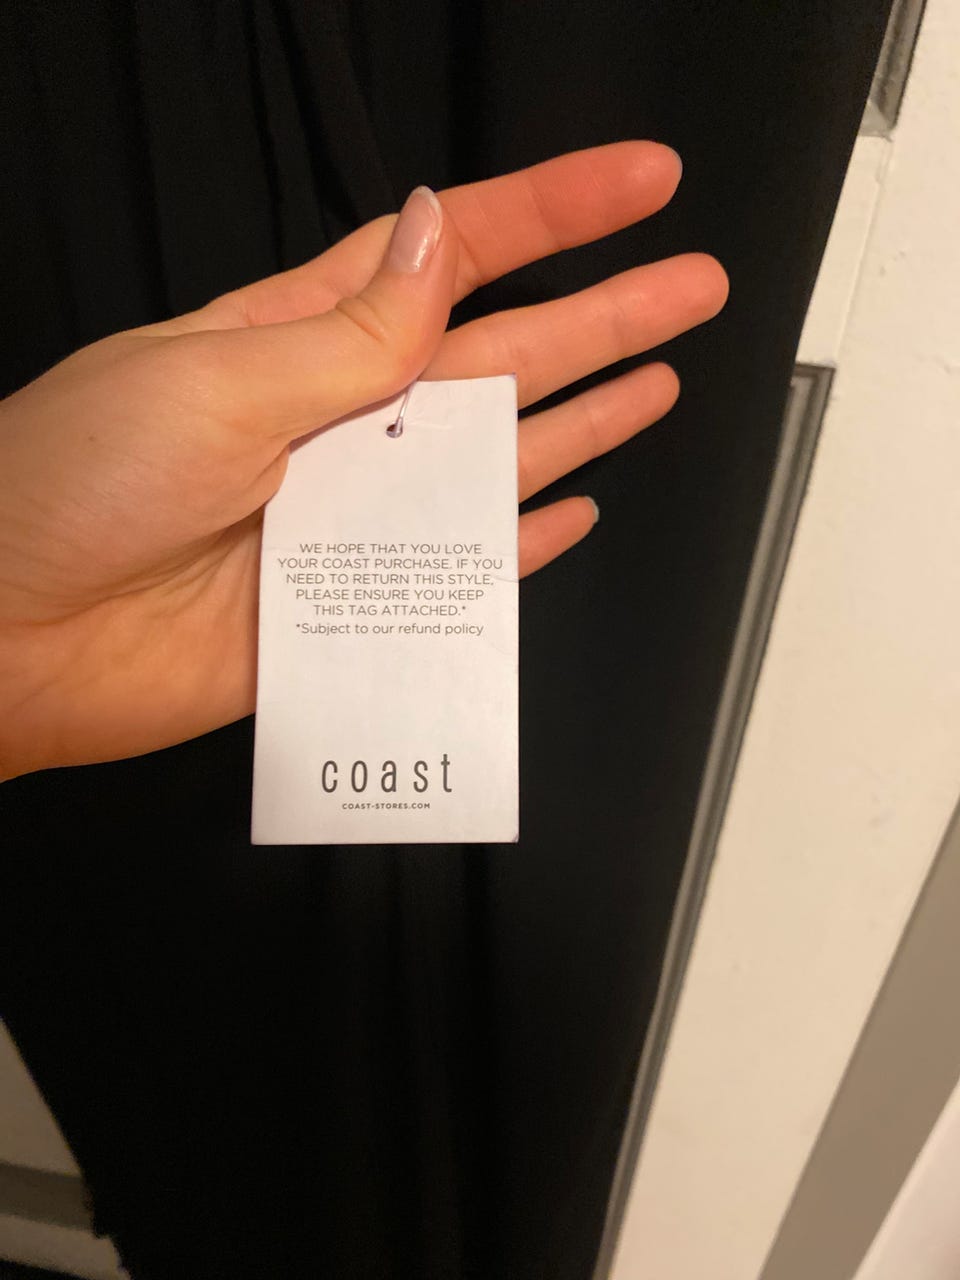 WE HOPE THAT YOU LOVE
YOUR COAST PURCHASE. IF YOU
NEED TO RETURN THIS STYLE,
PLEASE ENSURE YOU KEEP
THIS TAG ATTACHED.*
*Subject to our refund policy
coast
COAST-STORES.COM